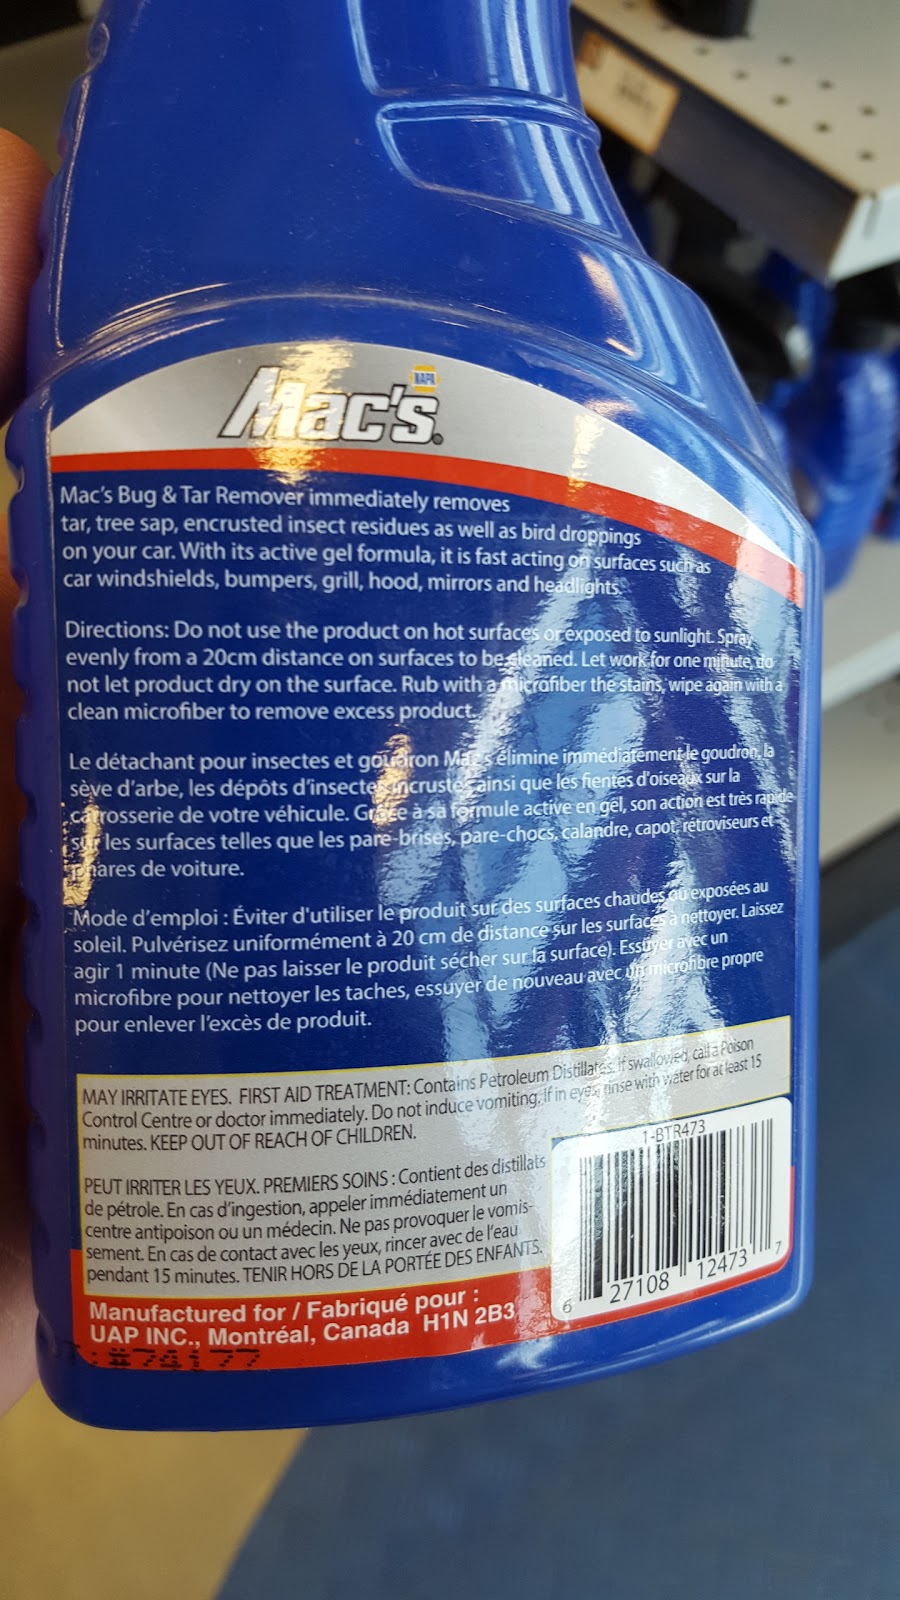 NAPA
Mac's®
Mac's Bug & Tar Remover immediately removes
tar, tree sap, encrusted insect residues as well as bird droppings
on your car. With its active gel formula, it is fast acting on surfaces such as
car windshields, bumpers, grill, hood, mirrors and headlights.
Directions: Do not use the product on hot surfaces or exposed to sunlight. Spray
evenly from a 20cm distance on surfaces to be cleaned. Let work for one minute, do
not let product dry on the surface. Rub with a microfiber the stains, wipe again with a
clean microfiber to remove excess product.
Le détachant pour insectes et goudron Mac's élimine immédiatement le goudron, la
sève d'arbe, les dépôts d'insectes incrustés ainsi que les fientes d'oiseaux sur la
carrosserie de votre véhicule. Grâce à sa formule active en gel, son action est très rapide
sur les surfaces telles que les pare-brises, pare-chocs, calandre, capot, rétroviseurs et
phares de voiture.
Mode d'emploi : Éviter d'utiliser le produit sur des surfaces chaudes ou exposées au
soleil. Pulvérisez uniformément à 20 cm de distance sur les surfaces à nettoyer. Laissez
agir 1 minute (Ne pas laisser le produit sécher sur la surface). Essuyer avec un
microfibre pour nettoyer les taches, essuyer de nouveau avec un microfibre propre
pour enlever l'excès de produit.
MAY IRRITATE EYES. FIRST AID TREATMENT: Contains Petroleum Distillates. If swallowed, call a Poison
Control Centre or doctor immediately. Do not induce vomiting. If in eyes, rinse with water for at least 15
minutes. KEEP OUT OF REACH OF CHILDREN.
PEUT IRRITER LES YEUX. PREMIERS SOINS : Contient des distillats
de pétrole. En cas d'ingestion, appeler immédiatement un
centre antipoison ou un médecin. Ne pas provoquer le vomis-
sement. En cas de contact avec les yeux, rincer avec de l'eau
pendant 15 minutes. TENIR HORS DE LA PORTÉE DES ENFANTS.
1-BTR473
6 27108 12473 7
Manufactured for / Fabriqué pour :
UAP INC., Montréal, Canada H1N 2B3
:#74177